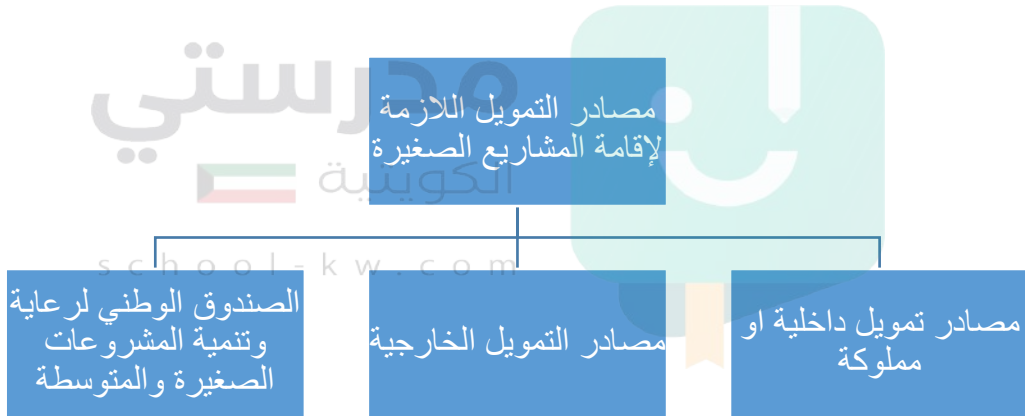 مدرستي
الكويتية
school-kw.com
مصادر التمويل اللازمة
لإقامة المشاريع الصغيرة
مصادر تمويل داخلية او
مملوكة
مصادر التمويل الخارجية
الصندوق الوطني لرعاية
وتنمية المشروعات
الصغيرة والمتوسطة